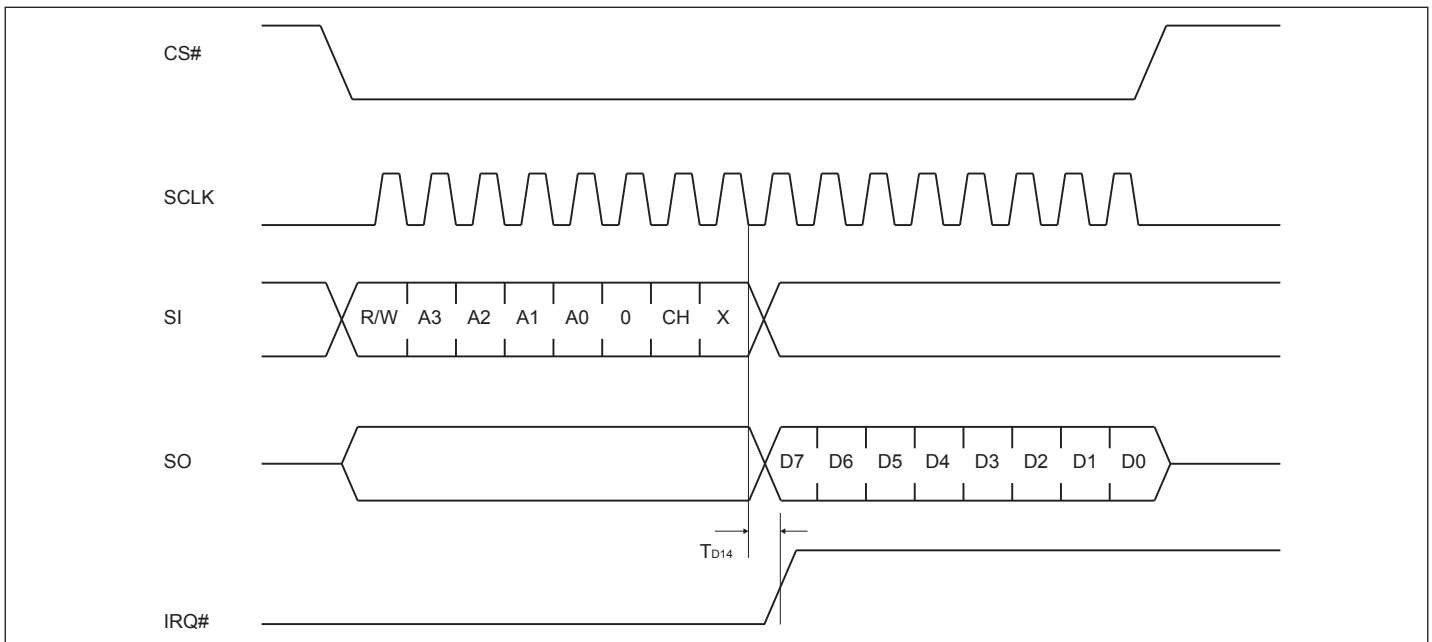 CS#
SCLK
SI R/W A3 A2 A1 A0 0 CH X
SO D7 D6 D5 D4 D3 D2 D1 D0
TD14
IRQ#